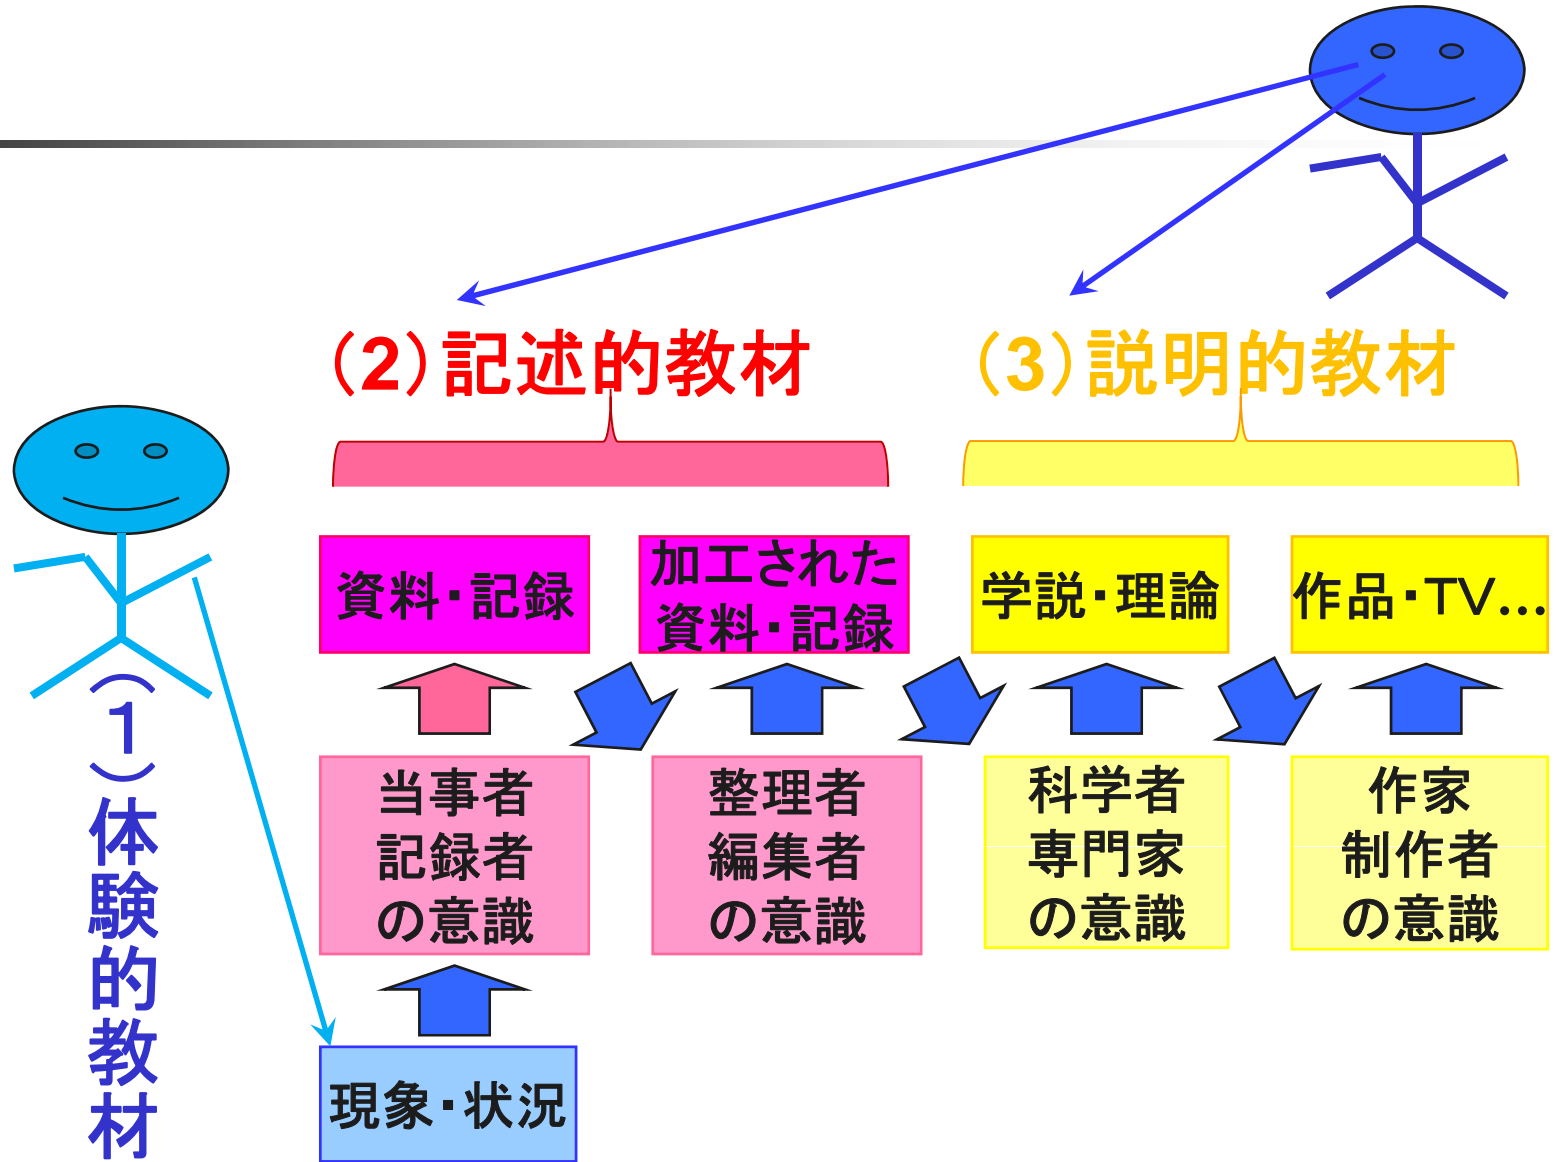 （2）記述的教材
（3）説明的教材
資料・記録
加工された
資料・記録
学説・理論
作品・TV…
当事者
記録者
の意識
整理者
編集者
の意識
科学者
専門家
の意識
作家
制作者
の意識
（１）体験的教材
現象・状況